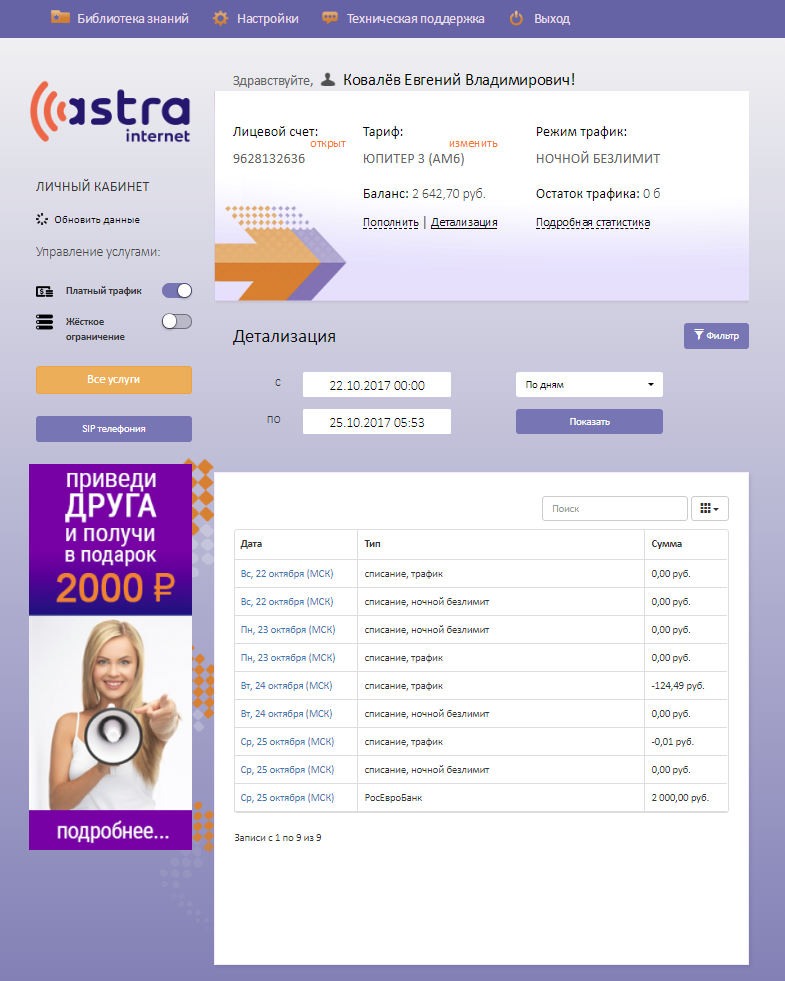 Библиотека знаний Настройки Техническая поддержка Выход
Здравствуйте, Ковалёв Евгений Владимирович!
astra
internet
Лицевой счет: Тариф: Режим трафик:
открыт изменить
9628132636 ЮПИТЕР 3 (АМ6) НОЧНОЙ БЕЗЛИМИТ
ЛИЧНЫЙ КАБИНЕТ
Баланс: 2 642,70 руб. Остаток трафика: 0 б
Обновить данные
Пополнить | Детализация Подробная статистика
Управление услугами:
Платный трафик
Жёсткое
ограничение
Все услуги
SIP телефония
Детализация Фильтр
С 22.10.2017 00:00 По дням
ПО 25.10.2017 05:53 Показать
приведи
ДРУГА
и получи
в подарок
2000 ₽
подробнее...
Поиск
Дата Тип Сумма
Вс, 22 октября (МСК) списание, трафик 0,00 руб.
Вс, 22 октября (МСК) списание, ночной безлимит 0,00 руб.
Пн, 23 октября (МСК) списание, ночной безлимит 0,00 руб.
Пн, 23 октября (МСК) списание, трафик 0,00 руб.
Вт, 24 октября (МСК) списание, трафик -124,49 руб.
Вт, 24 октября (МСК) списание, ночной безлимит 0,00 руб.
Ср, 25 октября (МСК) списание, трафик -0,01 руб.
Ср, 25 октября (МСК) списание, ночной безлимит 0,00 руб.
Ср, 25 октября (МСК) РосЕвроБанк 2 000,00 руб.
Записи с 1 по 9 из 9